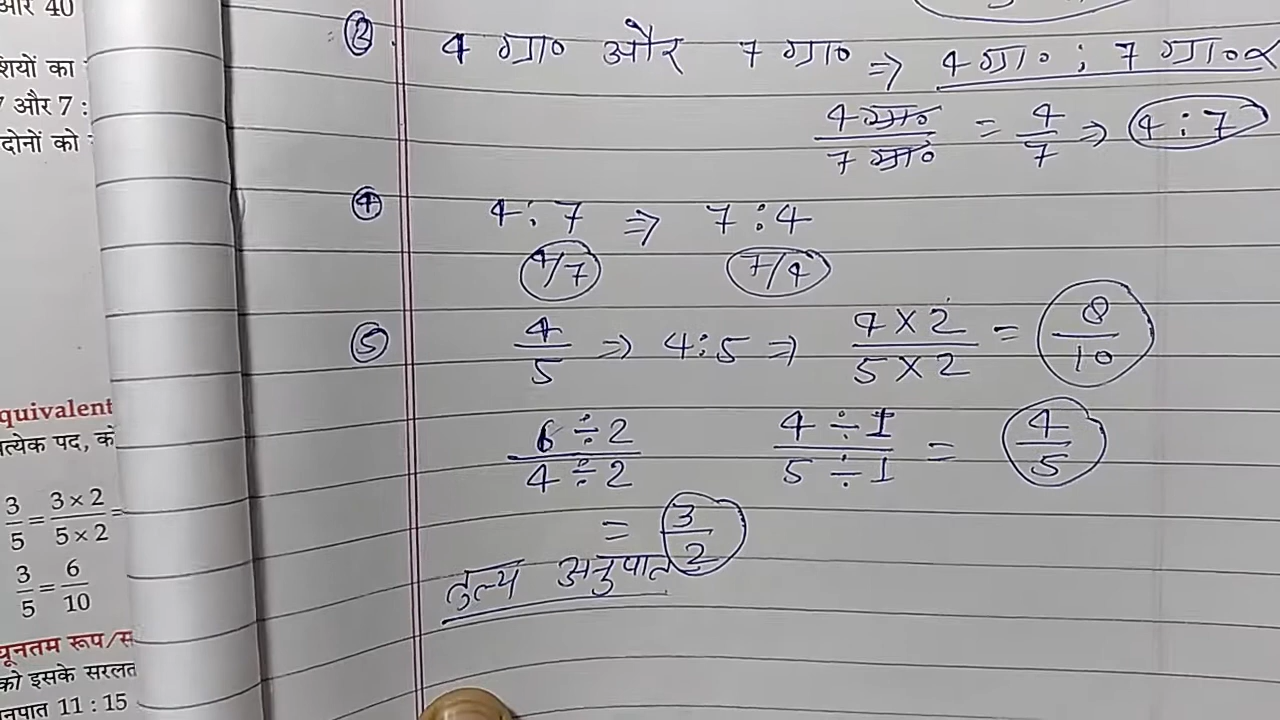 और 40
शियों का
7 और 7 :
दोनों को
quivalent
त्येक पद, को
3/5 = 3 × 2/5 × 2 =
3/5 = 6/10
यूनतम रूप/स
को इसके सरलत
नुपात 11 : 15
③. 4 ग्रा० और 7 ग्रा० ⇒ 4 ग्रा० : 7 ग्रा०
4 ग्रा०/7 ग्रा० = 4/7 ⇒ 4 : 7
④ 4 : 7 ⇒ 7 : 4
4/7 7/4
⑤ 4/5 ⇒ 4 : 5 ⇒ 4 × 2/5 × 2 = 8/10
6 ÷ 2/4 ÷ 2 4 ÷ 1/5 ÷ 1 = 4/5
= 3/2
तुल्य अनुपात